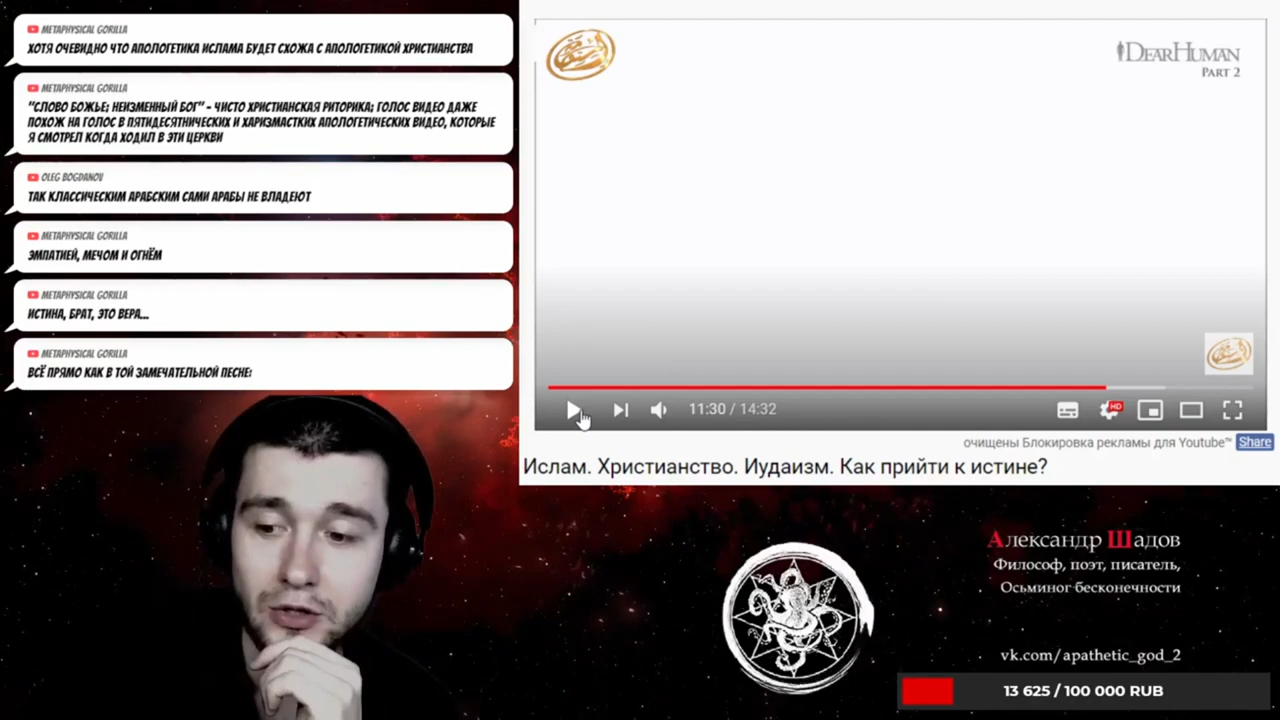 METAPHYSICAL GORILLA
ХОТЯ ОЧЕВИДНО ЧТО АПОЛОГЕТИКА ИСЛАМА БУДЕТ СХОЖА С АПОЛОГЕТИКОЙ ХРИСТИАНСТВА
METAPHYSICAL GORILLA
"СЛОВО БОЖЬЕ; НЕИЗМЕННЫЙ БОГ" - ЧИСТО ХРИСТИАНСКАЯ РИТОРИКА; ГОЛОС ВИДЕО ДАЖЕ
ПОХОЖ НА ГОЛОС В ПЯТИДЕСЯТНИЧЕСКИХ И ХАРИЗМАСТКИХ АПОЛОГЕТИЧЕСКИХ ВИДЕО, КОТОРЫЕ
Я СМОТРЕЛ КОГДА ХОДИЛ В ЭТИ ЦЕРКВИ
OLEG BOGDANOV
ТАК КЛАССИЧЕСКИМ АРАБСКИМ САМИ АРАБЫ НЕ ВЛАДЕЮТ
METAPHYSICAL GORILLA
ЭМПАТИЕЙ, МЕЧОМ И ОГНЁМ
METAPHYSICAL GORILLA
ИСТИНА, БРАТ, ЭТО ВЕРА...
METAPHYSICAL GORILLA
ВСЁ ПРЯМО КАК В ТОЙ ЗАМЕЧАТЕЛЬНОЙ ПЕСНЕ:
DEARHUMAN
PART 2
11:30 / 14:32
HD
очищены Блокировка рекламы для Youtube™ Share
Ислам. Христианство. Иудаизм. Как прийти к истине?
Александр Шадов
Философ, поэт, писатель,
Осьминог бесконечности
vk.com/apathetic_god_2
13 625 / 100 000 RUB